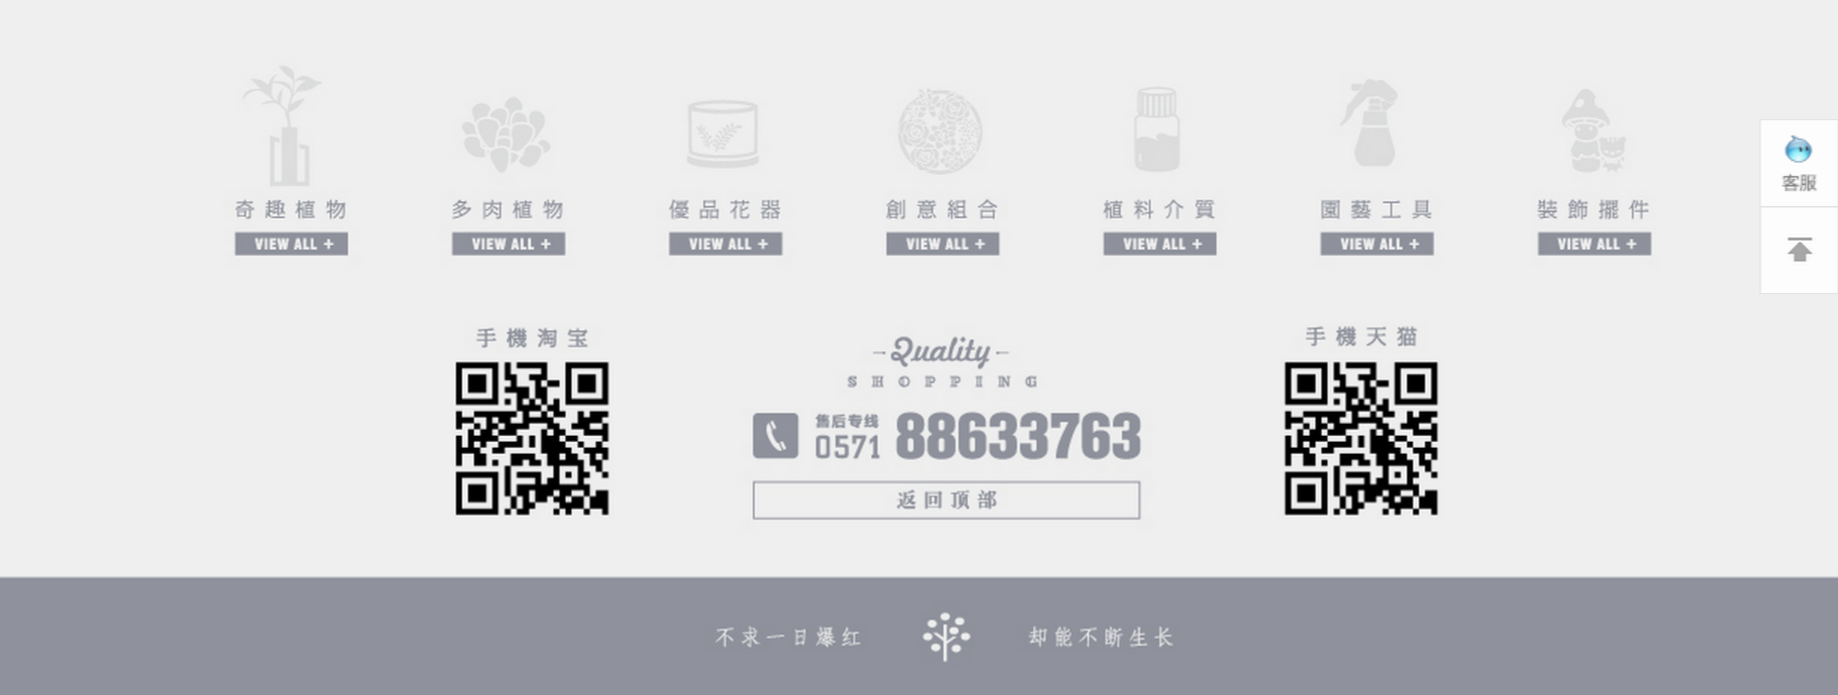 奇趣植物
VIEW ALL +
多肉植物
VIEW ALL +
優品花器
VIEW ALL +
創意組合
VIEW ALL +
植料介質
VIEW ALL +
園藝工具
VIEW ALL +
裝飾擺件
VIEW ALL +
客服
手機淘宝
-Quality-
SHOPPING
售后专线
0571 88633763
返回顶部
手機天猫
不求一日爆红 却能不断生长